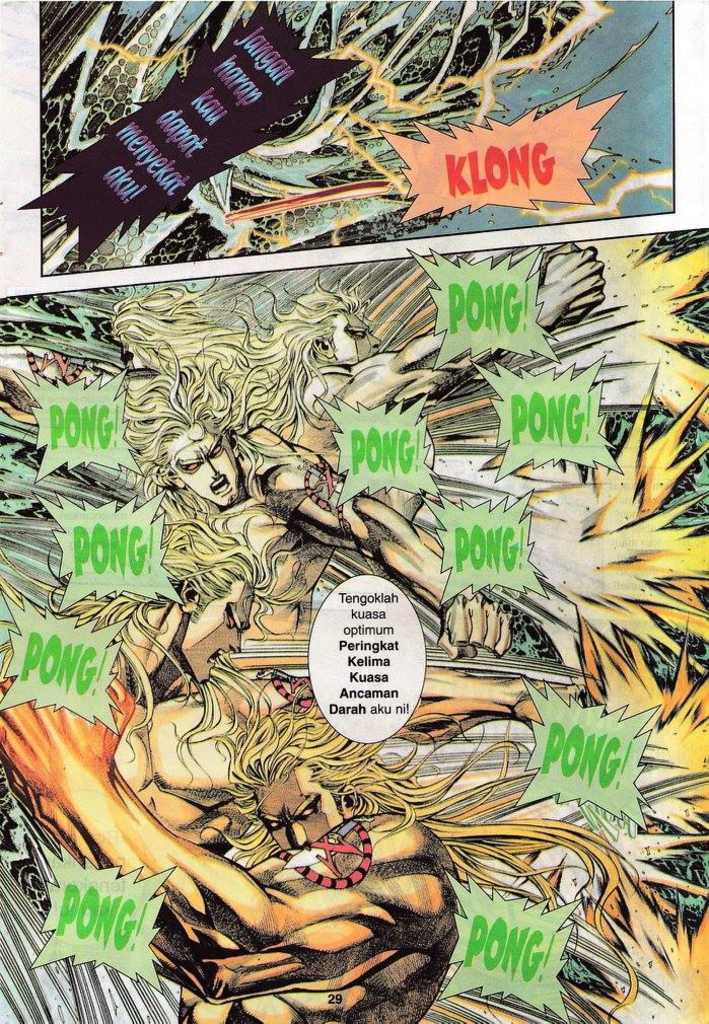 Jangan
harap
kau
dapat
menyekat
aku!
KLONG
PONG!
PONG!
PONG!
PONG!
PONG!
PONG!
Tengoklah
kuasa
optimum
Peringkat
Kelima
Kuasa
Ancaman
Darah aku ni!
PONG!
PONG!
PONG!
PONG!
29